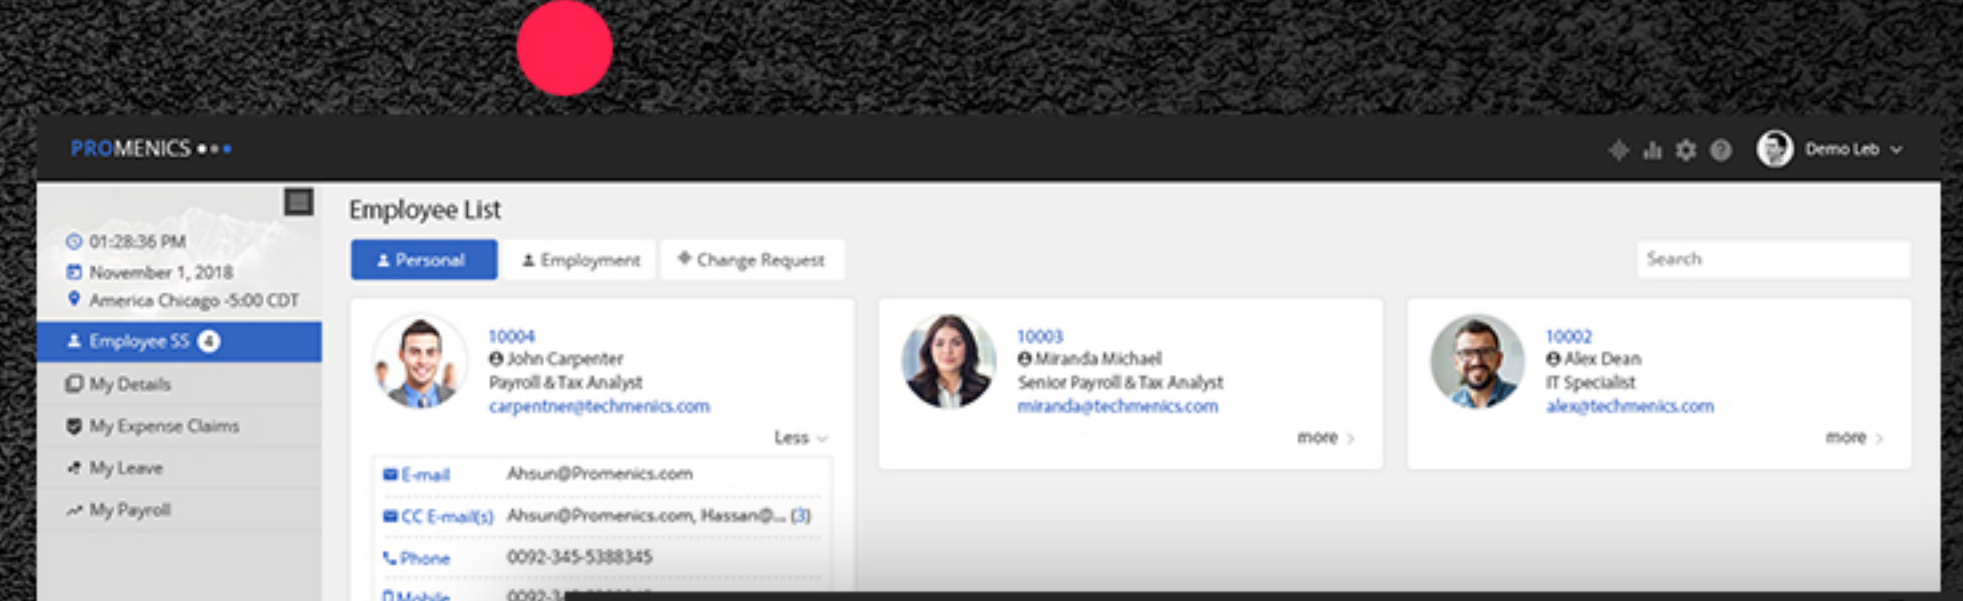 PROMENICS
Demo Leb
01:28:36 PM
November 1, 2018
America Chicago -5:00 CDT
Employee SS 4
My Details
My Expense Claims
My Leave
My Payroll
Employee List
Personal
Employment
Change Request
Search
10004
John Carpenter
Payroll & Tax Analyst
carpentner@techmenics.com
Less
E-mail Ahsun@Promenics.com
CC E-mail(s) Ahsun@Promenics.com, Hassan@... (3)
Phone 0092-345-5388345
Mobile
10003
Miranda Michael
Senior Payroll & Tax Analyst
miranda@techmenics.com
more
10002
Alex Dean
IT Specialist
alex@techmenics.com
more